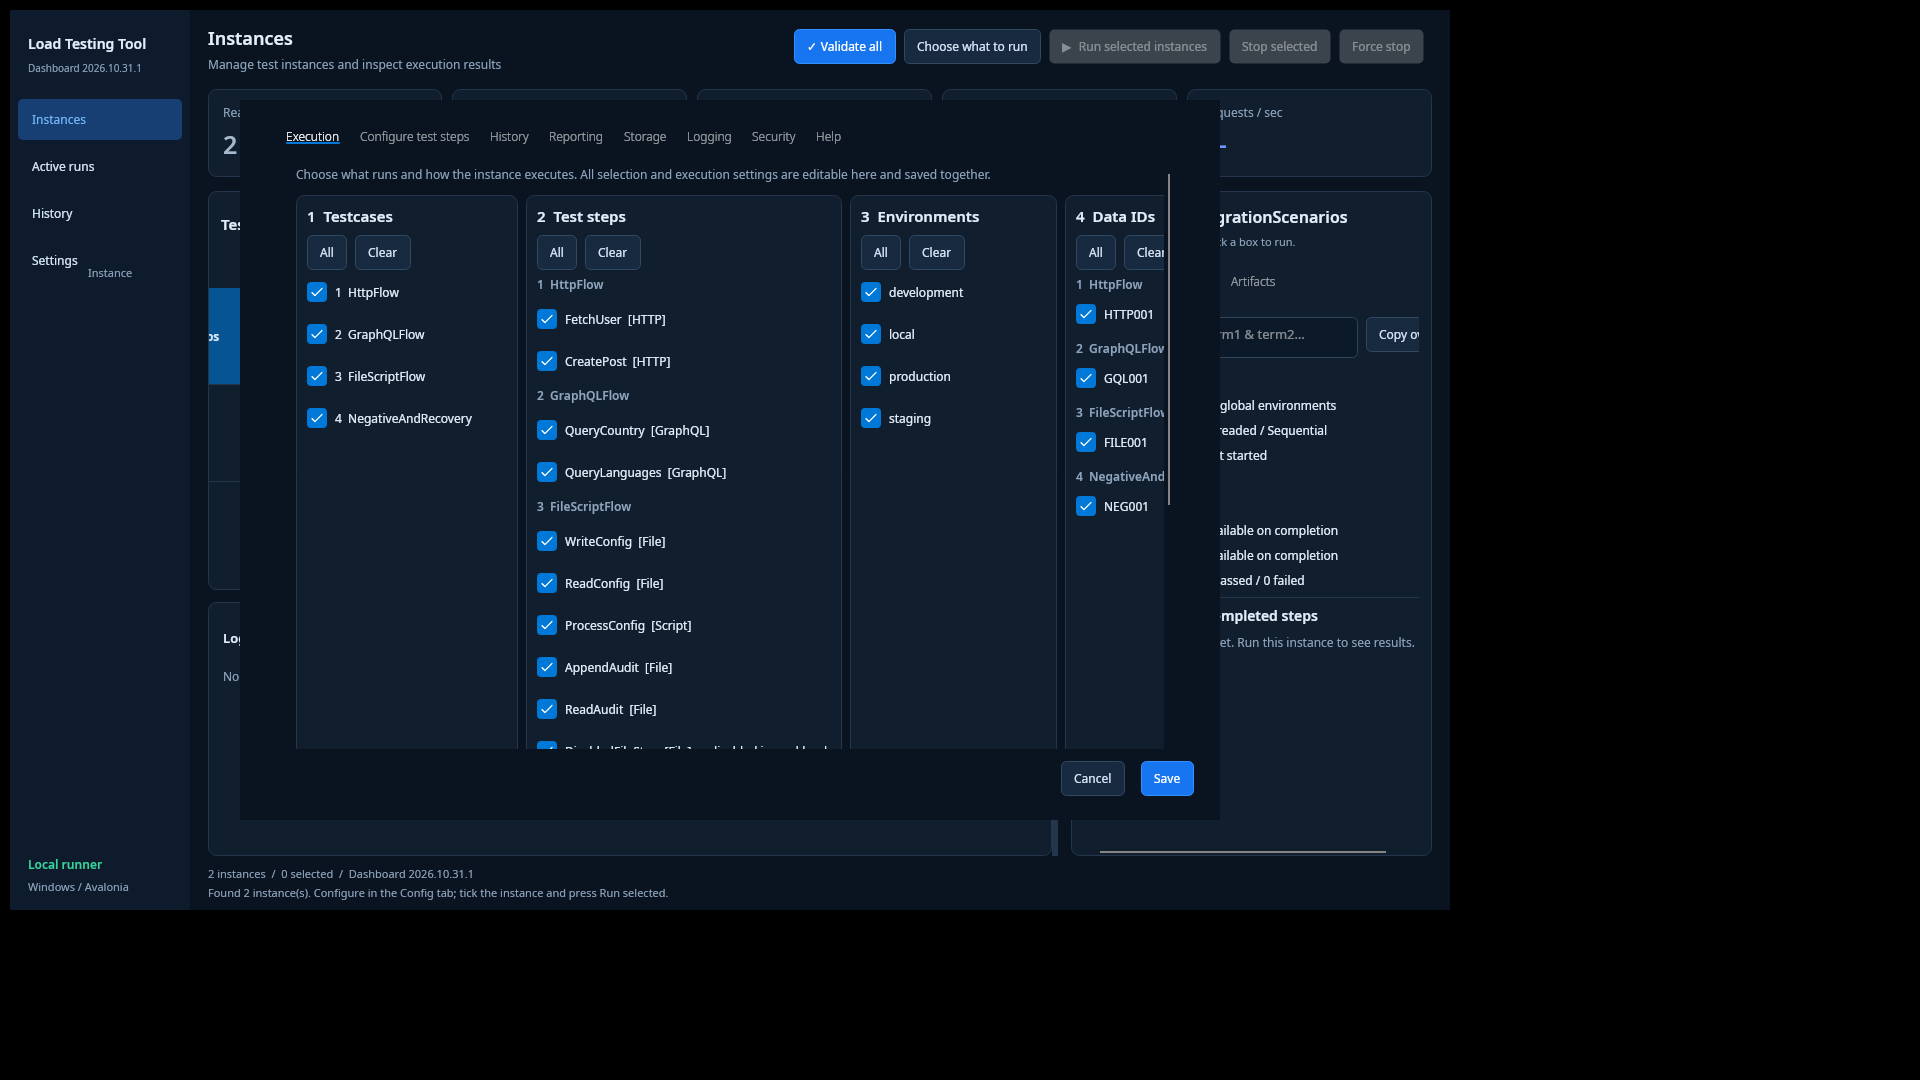 Load Testing Tool
Dashboard 2026.10.31.1
Instances
Active runs
History
Settings
Instance
Local runner
Windows / Avalonia
Instances
Manage test instances and inspect execution results
✓ Validate all
Choose what to run
▶ Run selected instances
Stop selected
Force stop
2
quests / sec
Execution
Configure test steps
History
Reporting
Storage
Logging
Security
Help
Choose what runs and how the instance executes. All selection and execution settings are editable here and saved together.
1 Testcases
All
Clear
1 HttpFlow
2 GraphQLFlow
3 FileScriptFlow
4 NegativeAndRecovery
2 Test steps
All
Clear
1 HttpFlow
FetchUser [HTTP]
CreatePost [HTTP]
2 GraphQLFlow
QueryCountry [GraphQL]
QueryLanguages [GraphQL]
3 FileScriptFlow
WriteConfig [File]
ReadConfig [File]
ProcessConfig [Script]
AppendAudit [File]
ReadAudit [File]
3 Environments
All
Clear
development
local
production
staging
4 Data IDs
All
Clear
1 HttpFlow
HTTP001
2 GraphQLFlow
GQL001
3 FileScriptFlow
FILE001
4 NegativeAnd
NEG001
Cancel
Save
grationScenarios
k a box to run.
Artifacts
rm1 & term2...
Copy ov
global environments
readed / Sequential
t started
ailable on completion
ailable on completion
assed / 0 failed
mpleted steps
et. Run this instance to see results.
No
2 instances / 0 selected / Dashboard 2026.10.31.1
Found 2 instance(s). Configure in the Config tab; tick the instance and press Run selected.